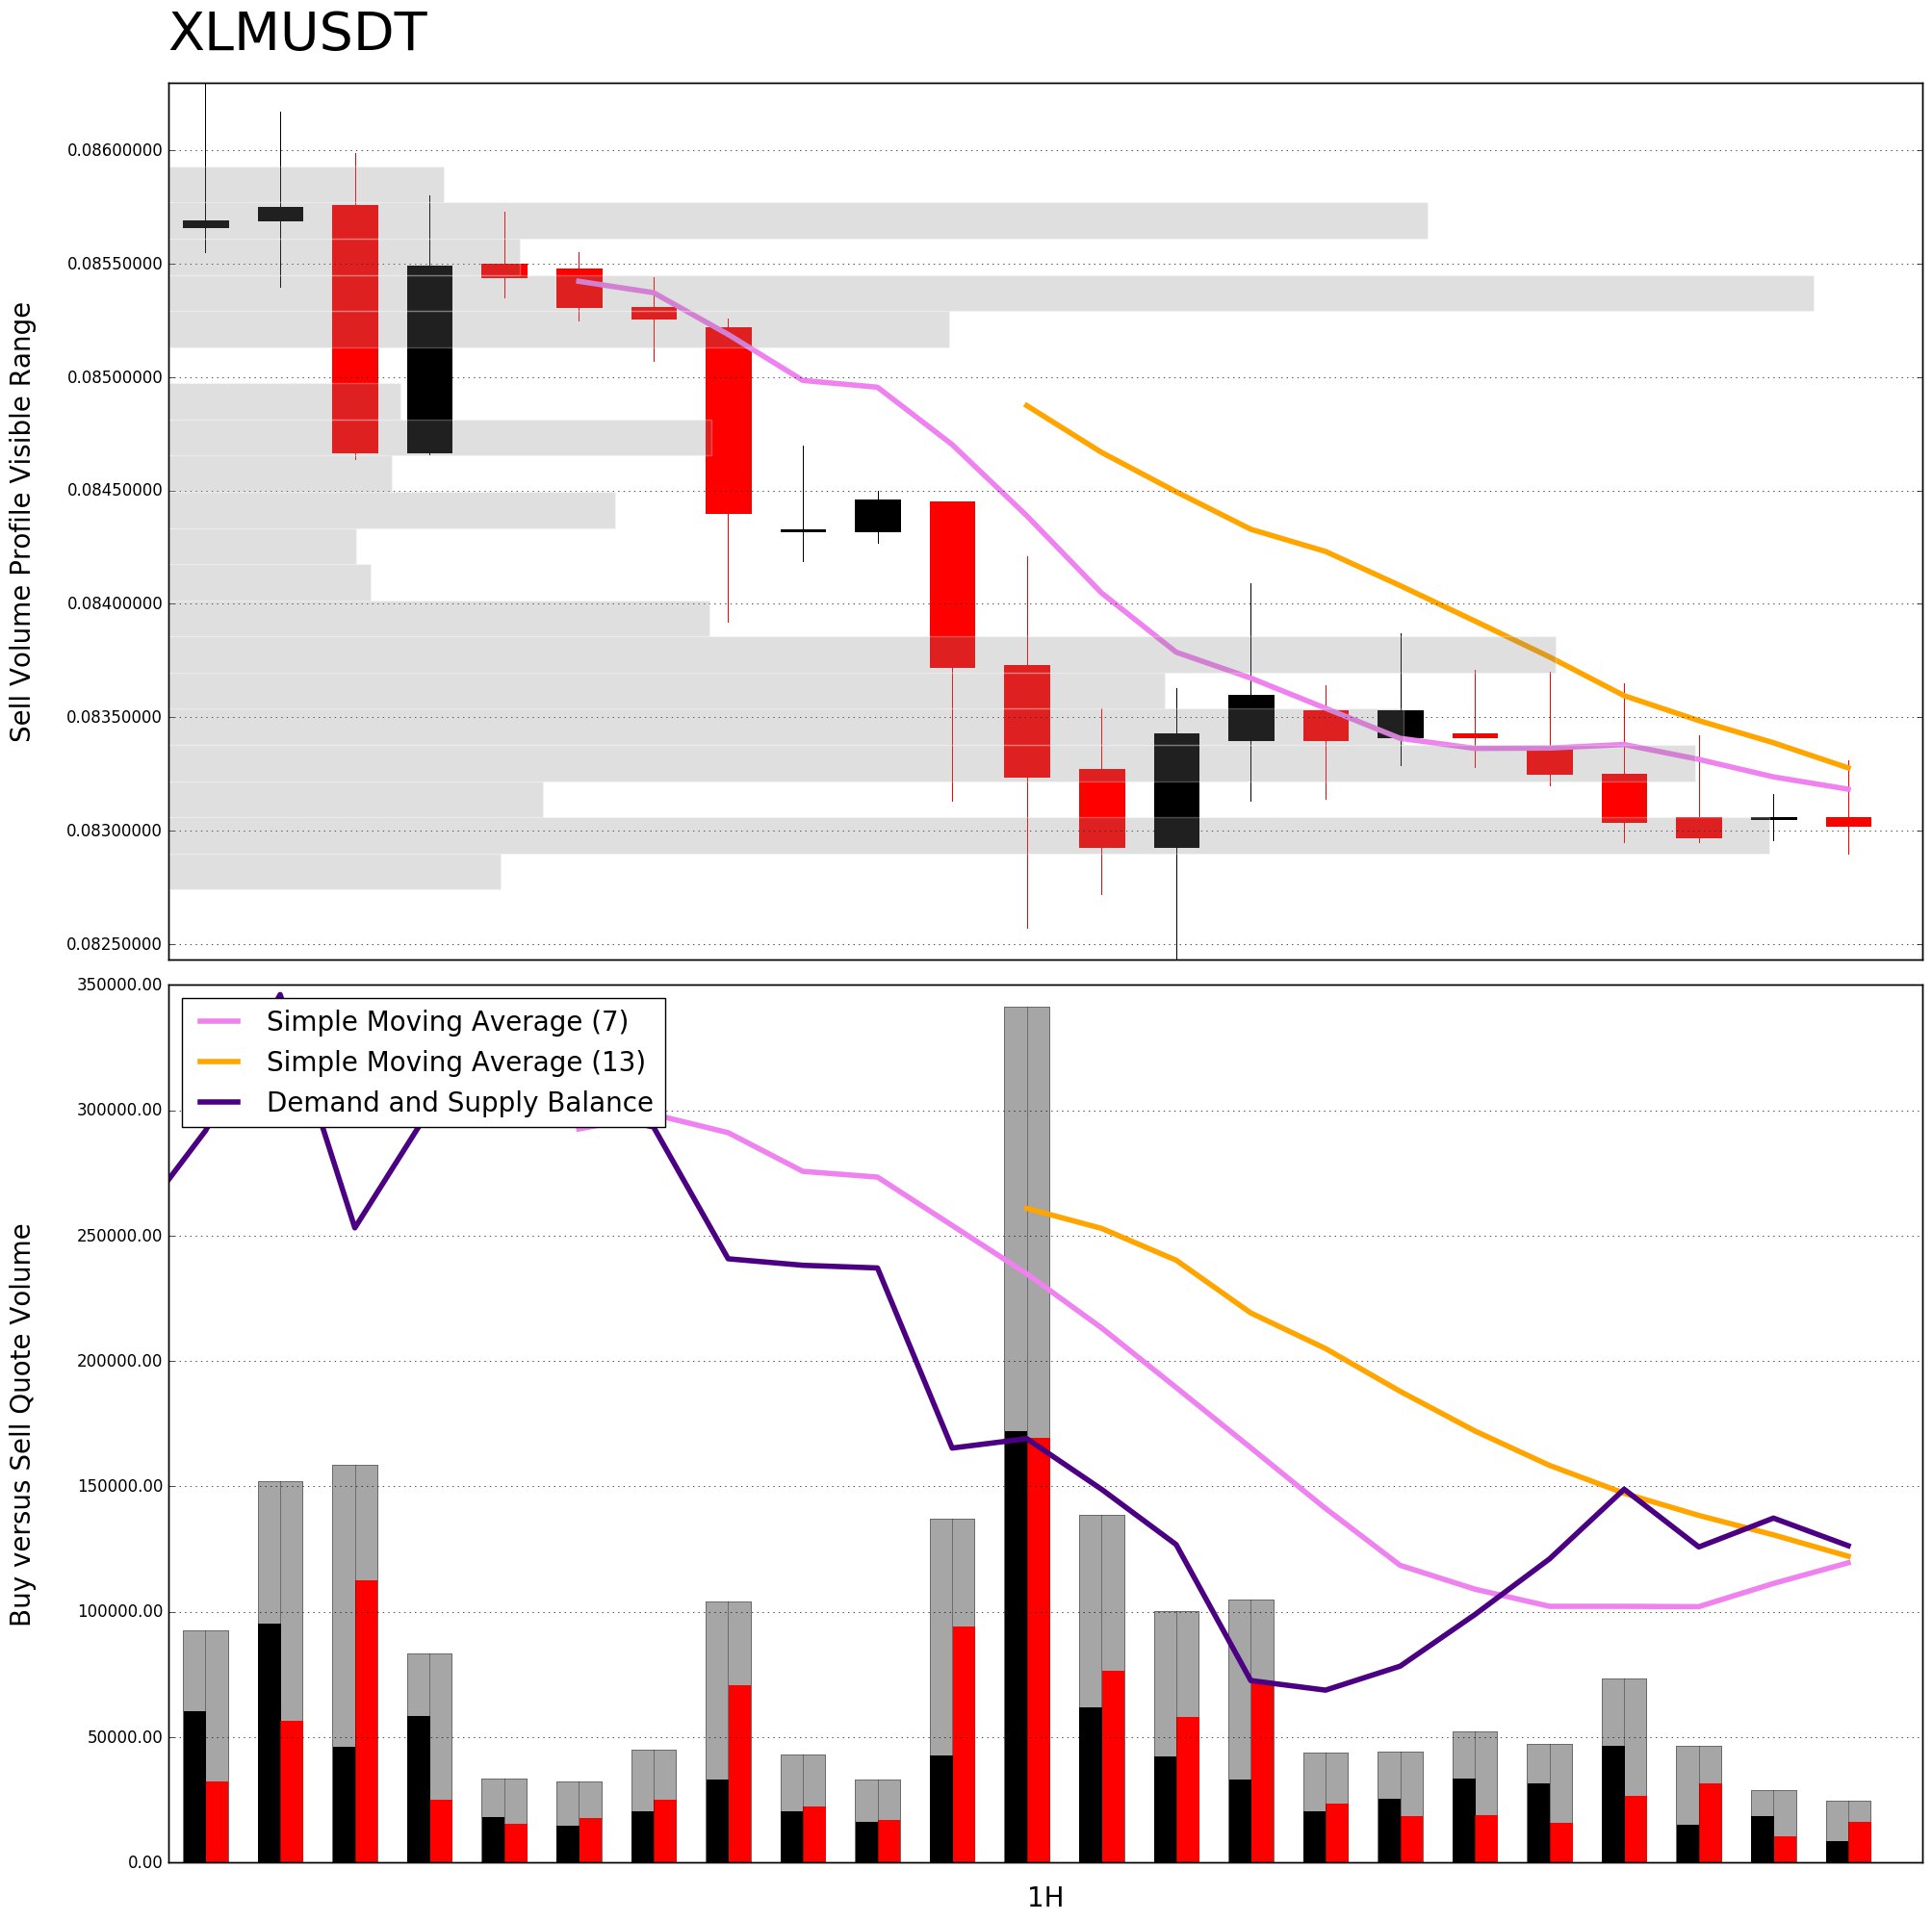 XLMUSDT
Sell Volume Profile Visible Range
0.08600000
0.08550000
0.08500000
0.08450000
0.08400000
0.08350000
0.08300000
0.08250000
Buy versus Sell Quote Volume
350000.00
300000.00
250000.00
200000.00
150000.00
100000.00
50000.00
0.00
Simple Moving Average (7)
Simple Moving Average (13)
Demand and Supply Balance
1H